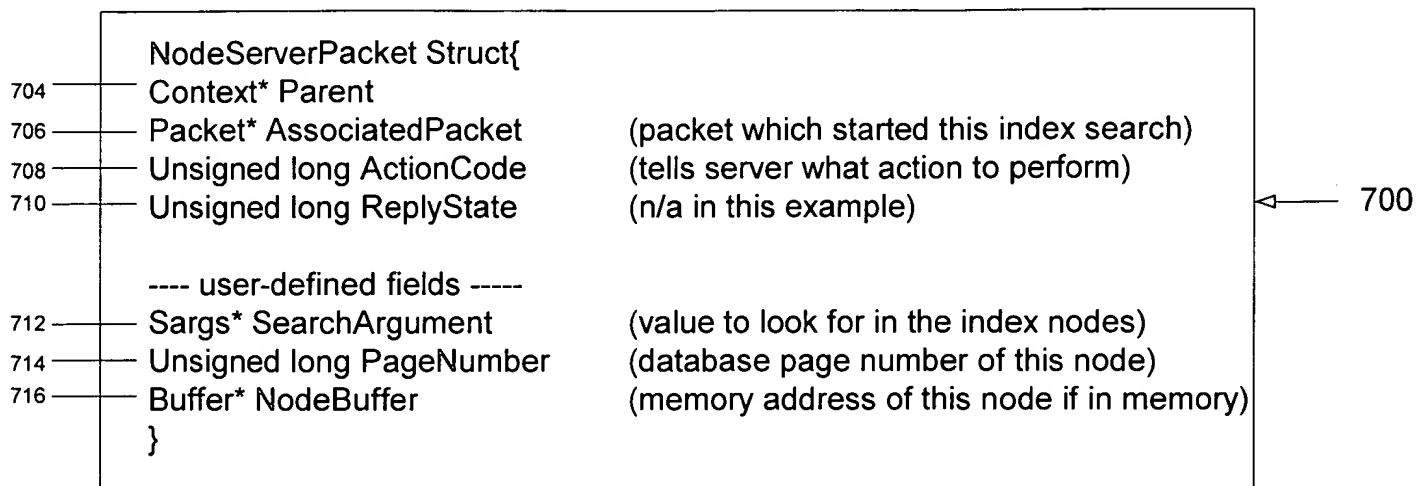 NodeServerPacket Struct{
704 Context* Parent
706 Packet* AssociatedPacket (packet which started this index search)
708 Unsigned long ActionCode (tells server what action to perform)
710 Unsigned long ReplyState (n/a in this example) 700
---- user-defined fields -----
712 Sargs* SearchArgument (value to look for in the index nodes)
714 Unsigned long PageNumber (database page number of this node)
716 Buffer* NodeBuffer (memory address of this node if in memory)
}